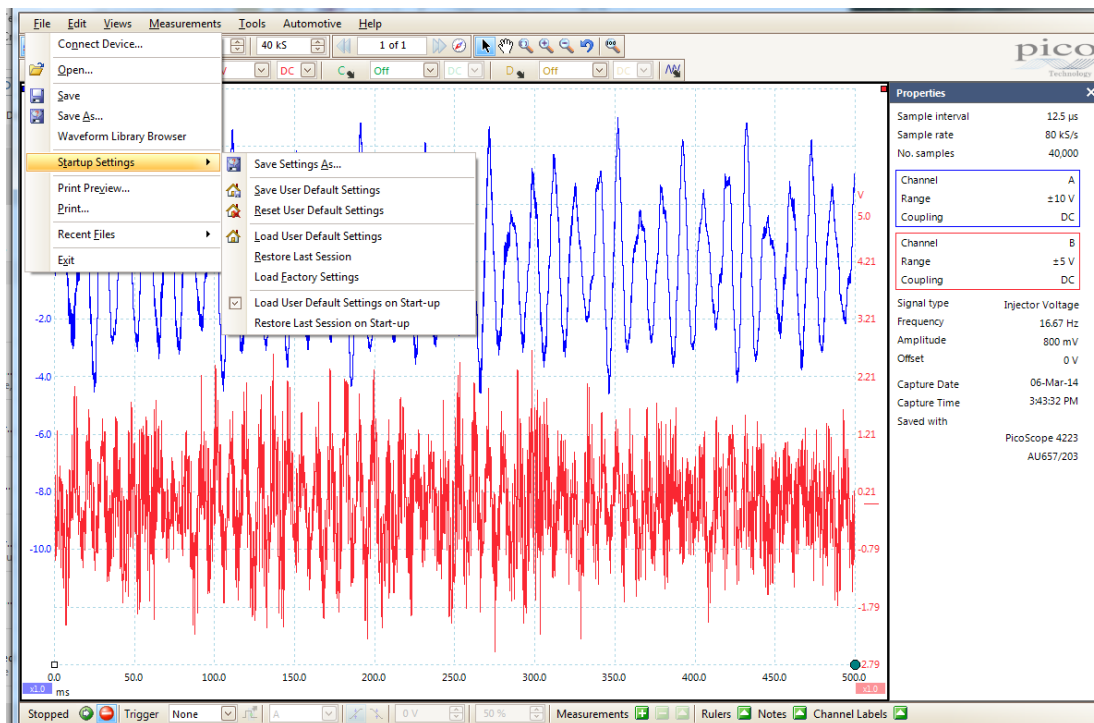 File Edit Views Measurements Tools Automotive Help
Connect Device...
40 kS 1 of 1
pico
Technology
Open...
DC C Off DC D Off DC
Save
Save As...
Waveform Library Browser
Startup Settings
Print Preview...
Print...
Recent Files
Exit
Save Settings As...
Save User Default Settings
Reset User Default Settings
Load User Default Settings
Restore Last Session
Load Factory Settings
Load User Default Settings on Start-up
Restore Last Session on Start-up
-2.0
-4.0
-6.0
-8.0
-10.0
V
5.0
4.21
3.21
2.21
1.21
0.21
-0.79
-1.79
-2.79
0.0 50.0 100.0 150.0 200.0 250.0 300.0 350.0 400.0 450.0 500.0
x1.0 ms x1.0
Properties
Sample interval 12.5 µs
Sample rate 80 kS/s
No. samples 40,000
Channel A
Range ±10 V
Coupling DC
Channel B
Range ±5 V
Coupling DC
Signal type Injector Voltage
Frequency 16.67 Hz
Amplitude 800 mV
Offset 0 V
Capture Date 06-Mar-14
Capture Time 3:43:32 PM
Saved with
PicoScope 4223
AU657/203
Stopped Trigger None A 0 V 50 % Measurements Rulers Notes Channel Labels